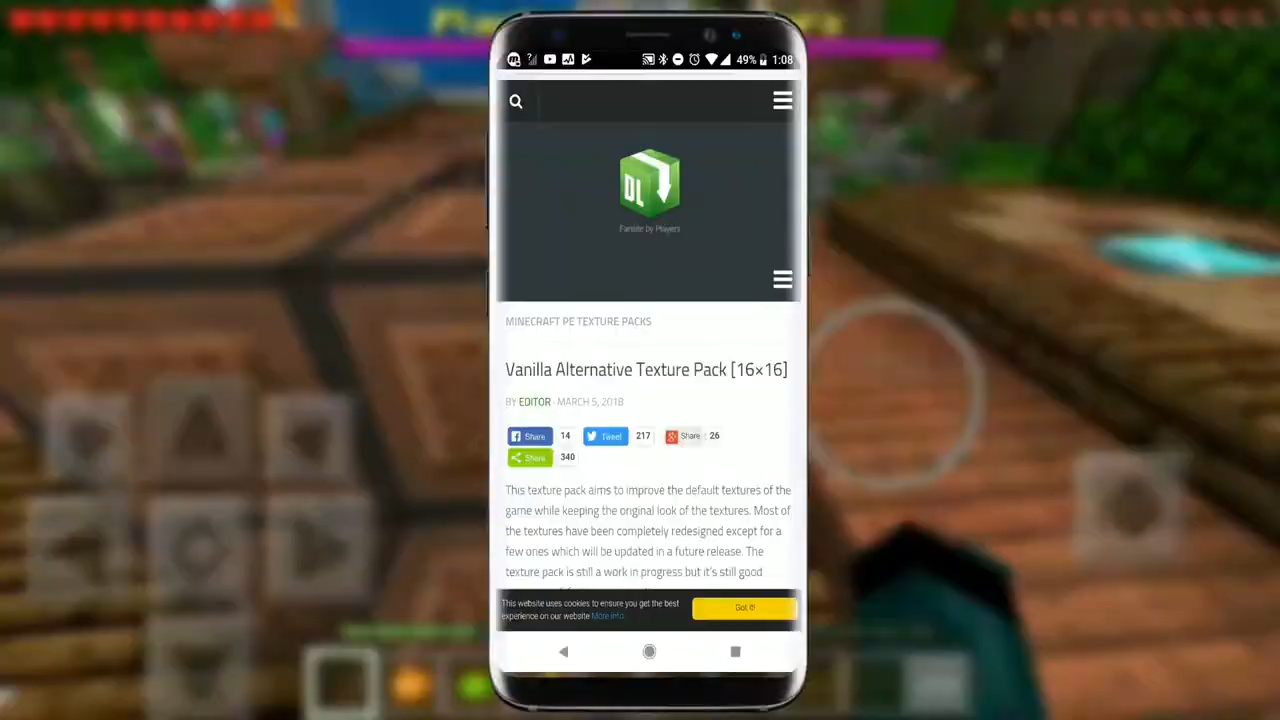 49% 1:08
DL
Fansite by Players
MINECRAFT PE TEXTURE PACKS
Vanilla Alternative Texture Pack [16×16]
BY EDITOR · MARCH 5, 2018
Share 14 Tweet 217 Share 26
Share 340
This texture pack aims to improve the default textures of the
game while keeping the original look of the textures. Most of
the textures have been completely redesigned except for a
few ones which will be updated in a future release. The
texture pack is still a work in progress but it's still good
This website uses cookies to ensure you get the best
experience on our website More info
Got it!